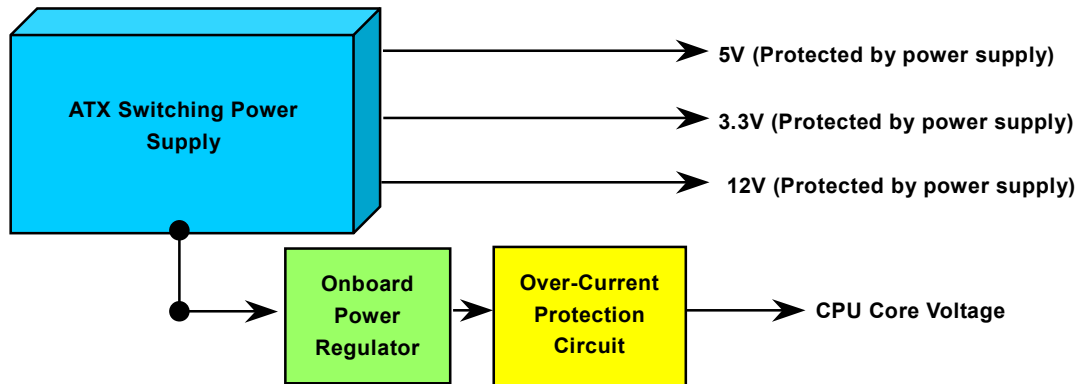 ATX Switching Power
Supply
5V (Protected by power supply)
3.3V (Protected by power supply)
12V (Protected by power supply)
Onboard
Power
Regulator
Over-Current
Protection
Circuit
CPU Core Voltage